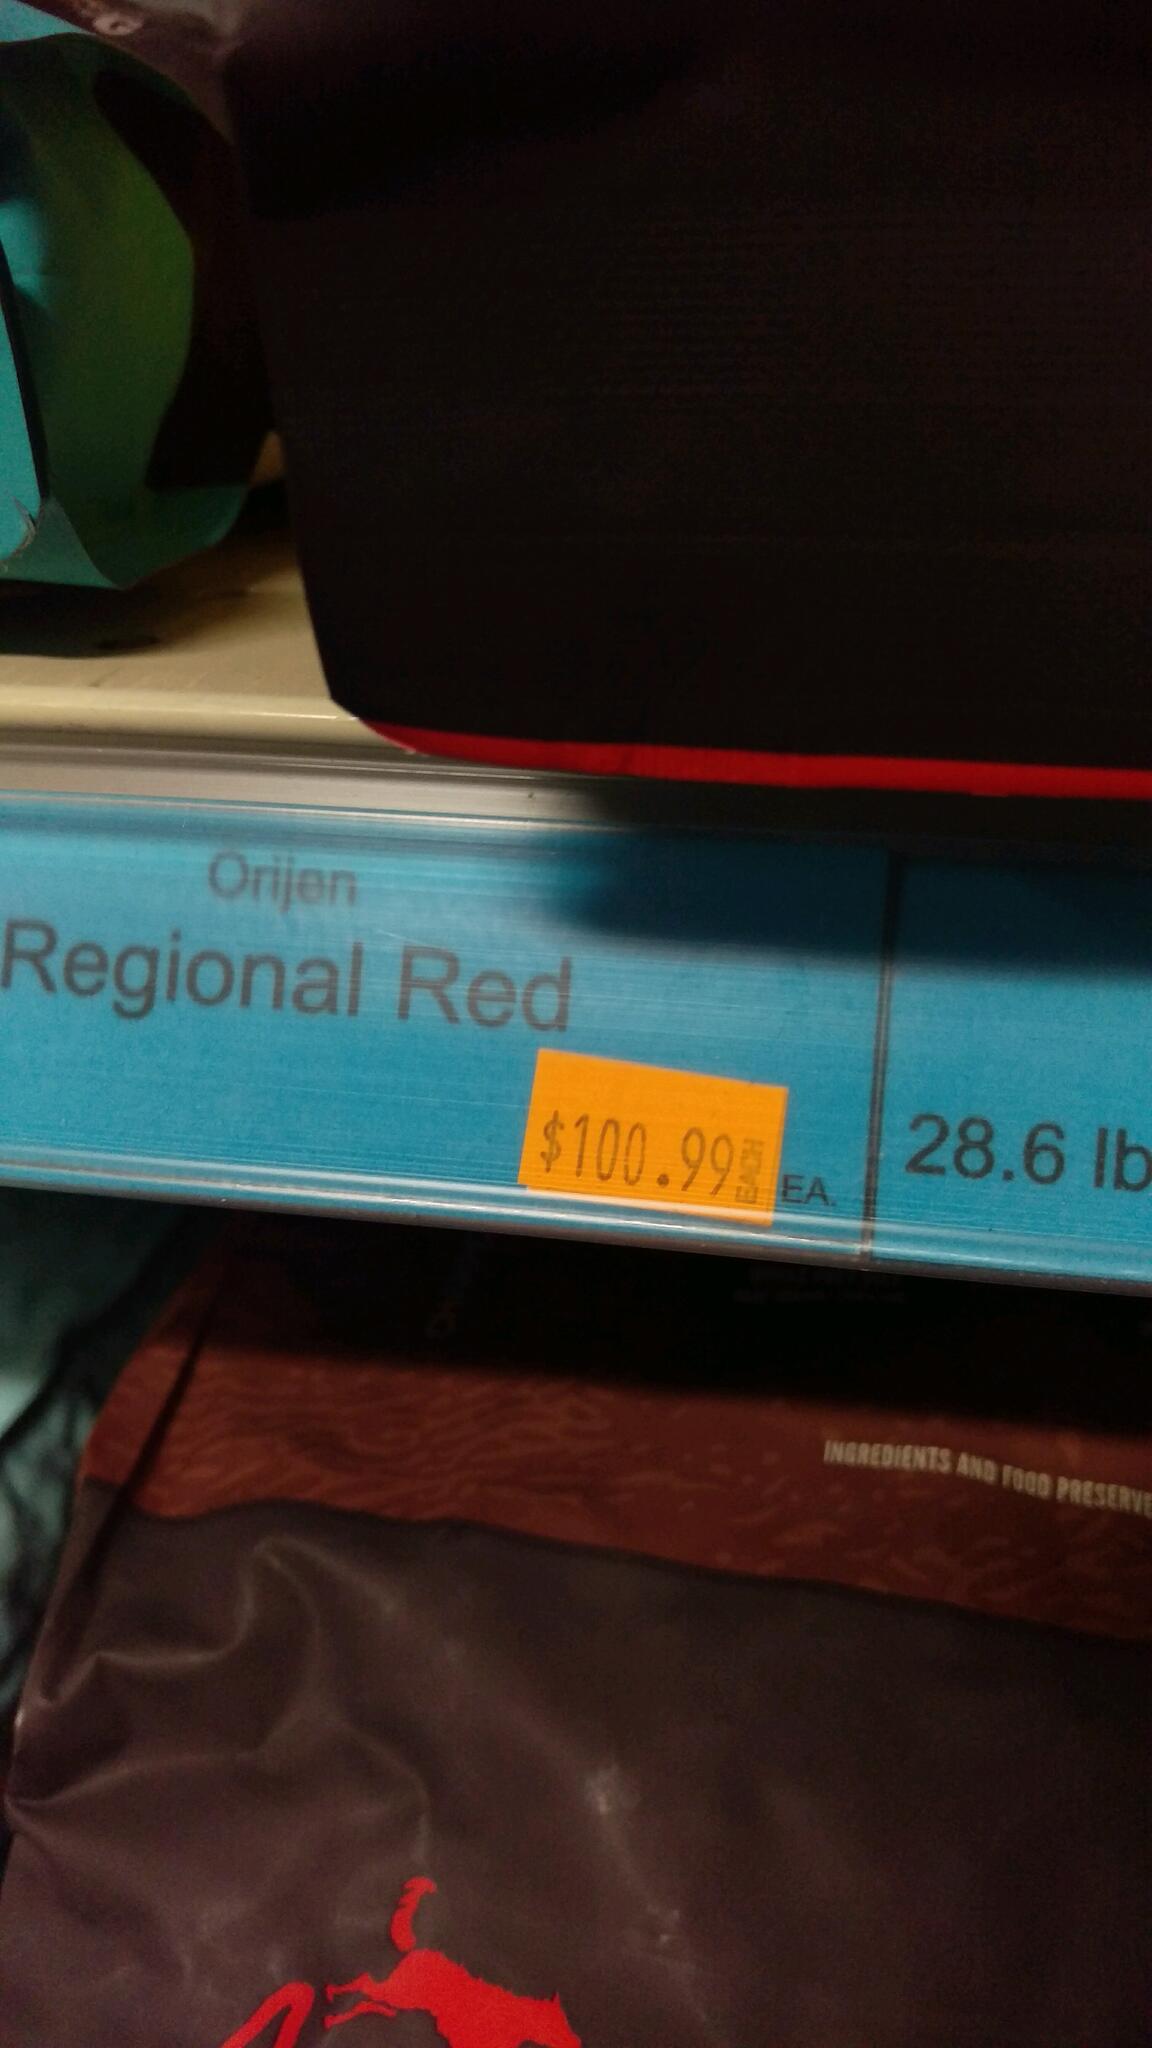 Orijen
Regional Red
$100.99 EACH
EA.
28.6 lb
INGREDIENTS AND FOOD PRESERVE